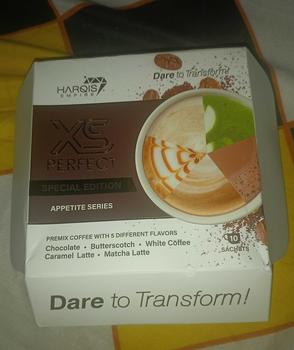 HARQIS
EMPIRE
Dare to Transform!
XS
PERFECT
SPECIAL EDITION
APPETITE SERIES
PREMIX COFFEE WITH 5 DIFFERENT FLAVORS
Chocolate • Butterscotch • White Coffee
Caramel Latte • Matcha Latte
10
SACHETS
Dare to Transform!